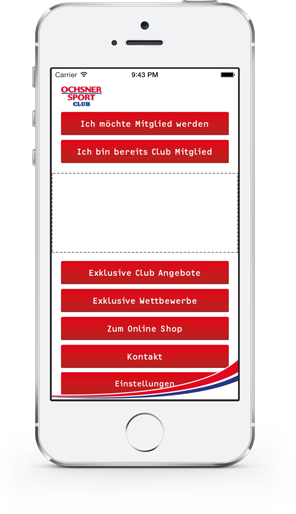 Carrier 9:43 PM
OCHSNER
SPORT
CLUB
Ich möchte Mitglied werden
Ich bin bereits Club Mitglied
Exklusive Club Angebote
Exklusive Wettbewerbe
Zum Online Shop
Kontakt
Einstellungen